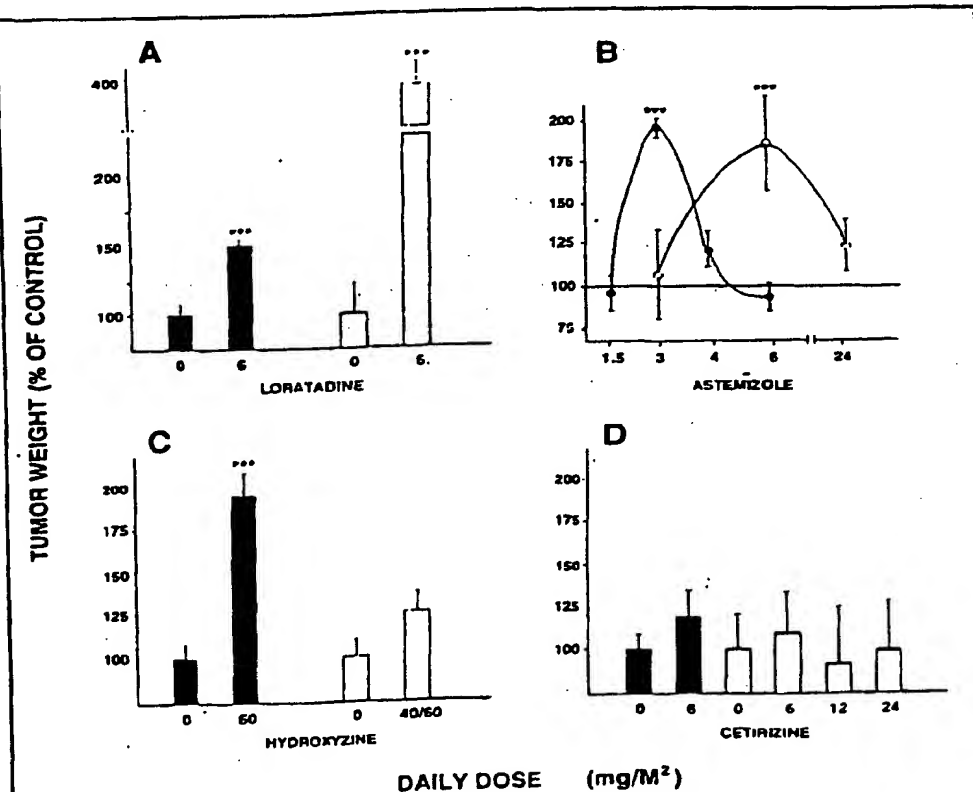 TUMOR WEIGHT (% OF CONTROL)
A
400
200
150
100
***
***
0 6 0 6.
LORATADINE
B
200
175
150
125
100
75
***
***
1.5 3 4 6 24
ASTEMIZOLE
C
200
175
150
125
100
***
0 60 0 40/60
HYDROXYZINE
D
200
175
150
125
100
0 6 0 6 12 24
CETIRIZINE
DAILY DOSE (mg/M²)